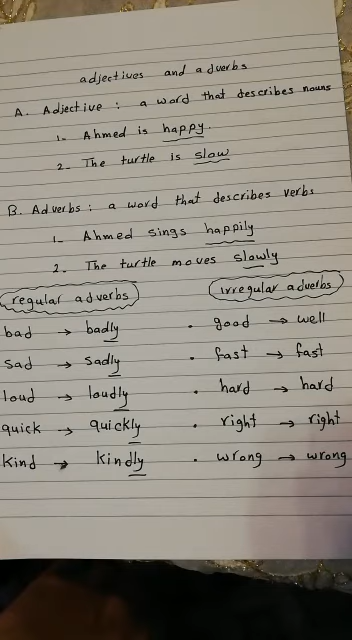 adjectives and adverbs
A. Adjective : a word that describes nouns
1- Ahmed is happy.
2- The turtle is slow
B. Adverbs : a word that describes verbs
1- Ahmed sings happily
2. The turtle moves slowly
regular adverbs
bad → badly
sad → sadly
loud → loudly
quick → quickly
kind → kindly
irregular adverbs
• good → well
• fast → fast
• hard → hard
• right → right
• wrong → wrong